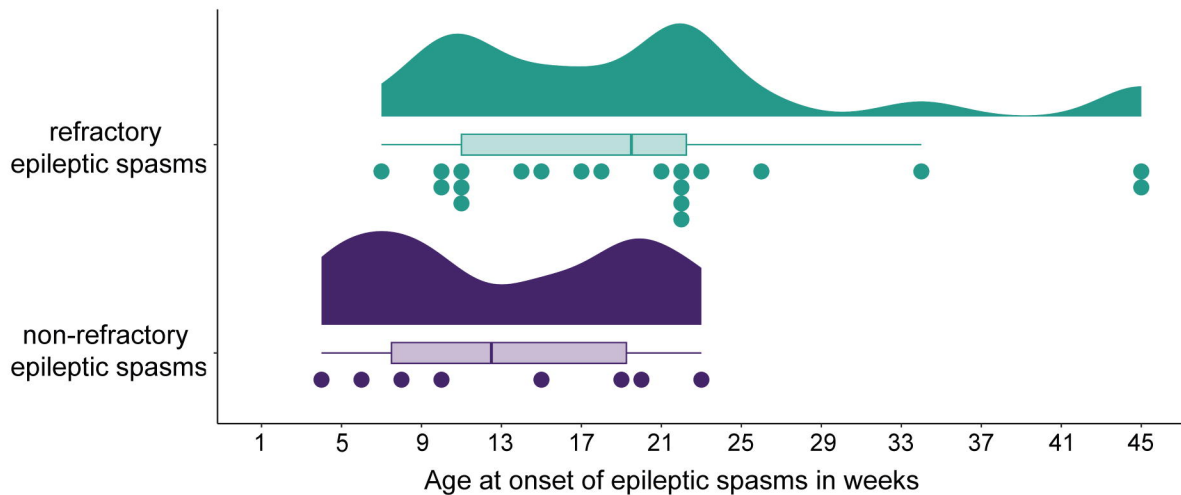 refractory
epileptic spasms
non-refractory
epileptic spasms
1 5 9 13 17 21 25 29 33 37 41 45
Age at onset of epileptic spasms in weeks